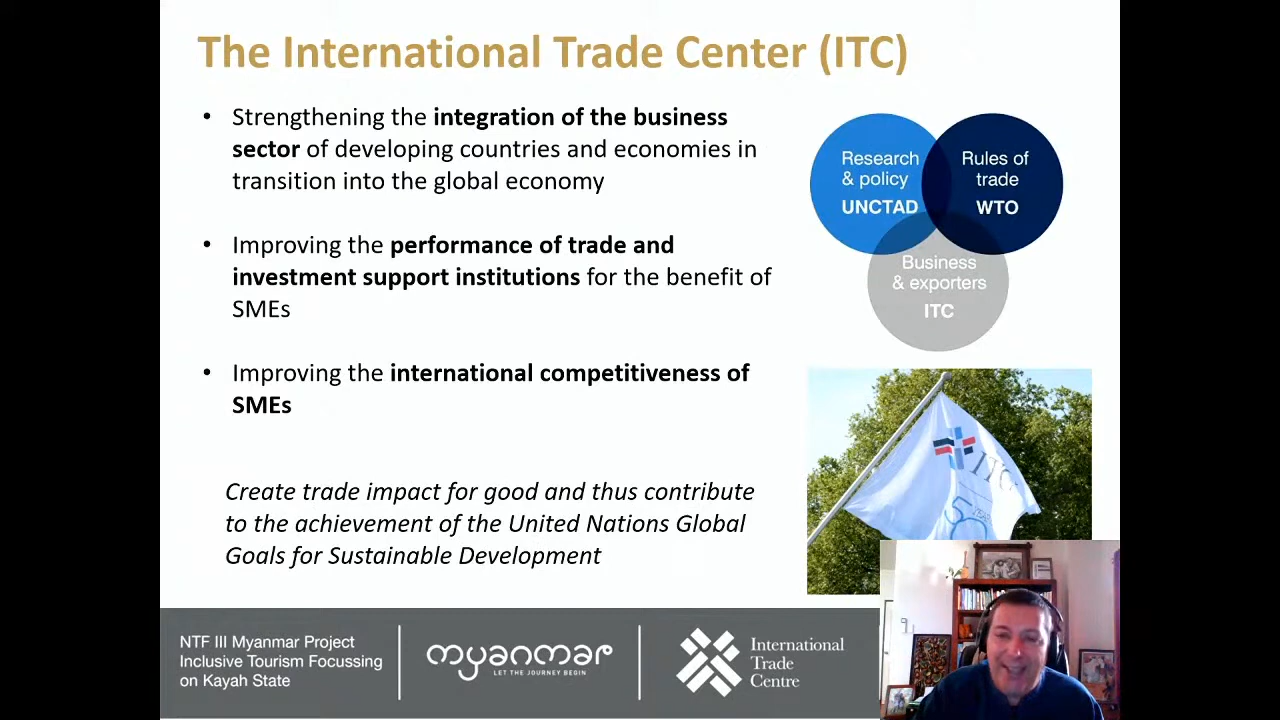 The International Trade Center (ITC)
• Strengthening the integration of the business
sector of developing countries and economies in
transition into the global economy
• Improving the performance of trade and
investment support institutions for the benefit of
SMEs
• Improving the international competitiveness of
SMEs
Create trade impact for good and thus contribute
to the achievement of the United Nations Global
Goals for Sustainable Development
Research
& policy
UNCTAD
Rules of
trade
WTO
Business
& exporters
ITC
ITC
50
NTF III Myanmar Project
Inclusive Tourism Focussing
on Kayah State
myanmar
LET THE JOURNEY BEGIN
International
Trade
Centre